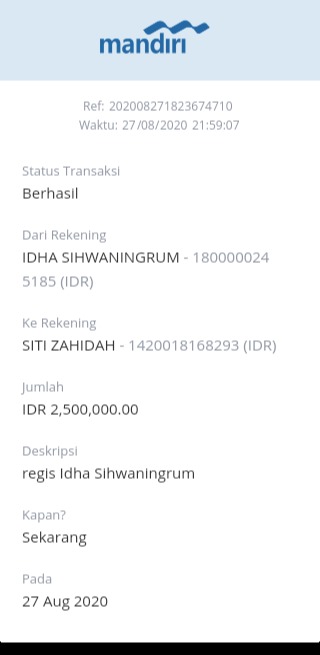 mandiri
Ref: 202008271823674710
Waktu: 27/08/2020 21:59:07
Status Transaksi
Berhasil
Dari Rekening
IDHA SIHWANINGRUM - 180000024
5185 (IDR)
Ke Rekening
SITI ZAHIDAH - 1420018168293 (IDR)
Jumlah
IDR 2,500,000.00
Deskripsi
regis Idha Sihwaningrum
Kapan?
Sekarang
Pada
27 Aug 2020